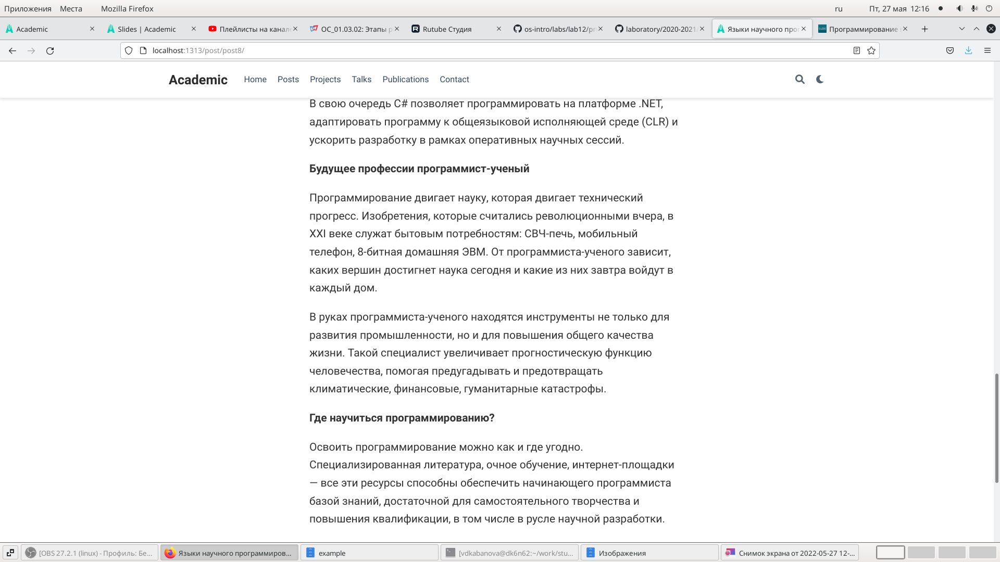 Приложения Места Mozilla Firefox ru Пт, 27 мая 12:16
Academic Slides | Academic Плейлисты на канале ОС_01.03.02: Этапы р Rutube Студия os-intro/labs/lab12/pr laboratory/2020-2021/ Языки научного прог Программирование
localhost:1313/post/post8/
Academic Home Posts Projects Talks Publications Contact
В свою очередь C# позволяет программировать на платформе .NET,
адаптировать программу к общеязыковой исполняющей среде (CLR) и
ускорить разработку в рамках оперативных научных сессий.
Будущее профессии программист-ученый
Программирование двигает науку, которая двигает технический
прогресс. Изобретения, которые считались революционными вчера, в
XXI веке служат бытовым потребностям: СВЧ-печь, мобильный
телефон, 8-битная домашняя ЭВМ. От программиста-ученого зависит,
каких вершин достигнет наука сегодня и какие из них завтра войдут в
каждый дом.
В руках программиста-ученого находятся инструменты не только для
развития промышленности, но и для повышения общего качества
жизни. Такой специалист увеличивает прогностическую функцию
человечества, помогая предугадывать и предотвращать
климатические, финансовые, гуманитарные катастрофы.
Где научиться программированию?
Освоить программирование можно как и где угодно.
Специализированная литература, очное обучение, интернет-площадки
— все эти ресурсы способны обеспечить начинающего программиста
базой знаний, достаточной для самостоятельного творчества и
повышения квалификации, в том числе в русле научной разработки.
[OBS 27.2.1 (linux) - Профиль: Бе... Языки научного программиров... example [vdkabanova@dk6n62:~/work/stu... Изображения Снимок экрана от 2022-05-27 12-...